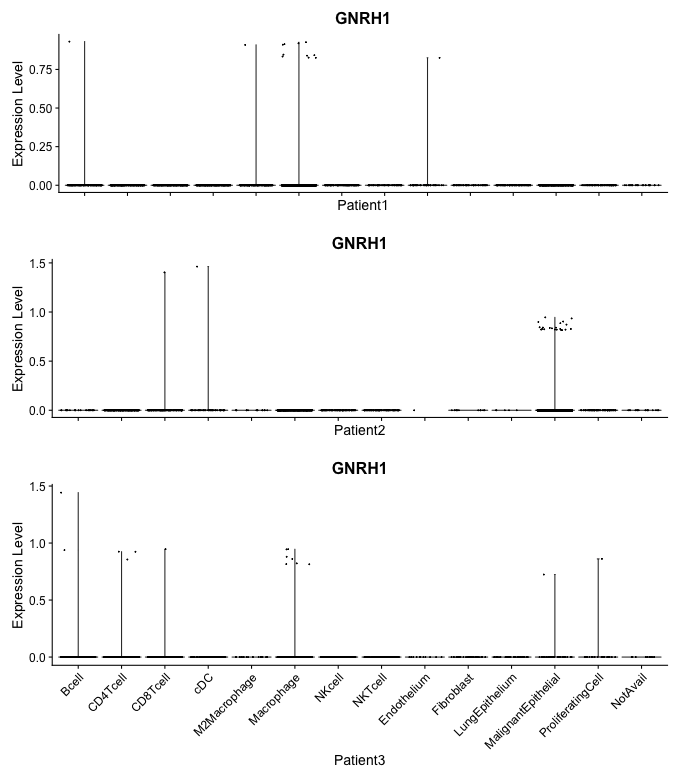 GNRH1
Expression Level
0.75
0.50
0.25
0.00
Patient1
GNRH1
Expression Level
1.5
1.0
0.5
0.0
Patient2
GNRH1
Expression Level
1.5
1.0
0.5
0.0
Bcell
CD4Tcell
CD8Tcell
cDC
M2Macrophage
Macrophage
NKcell
NKTcell
Endothelium
Fibroblast
LungEpithelium
MalignantEpithelial
ProliferatingCell
NotAvail
Patient3